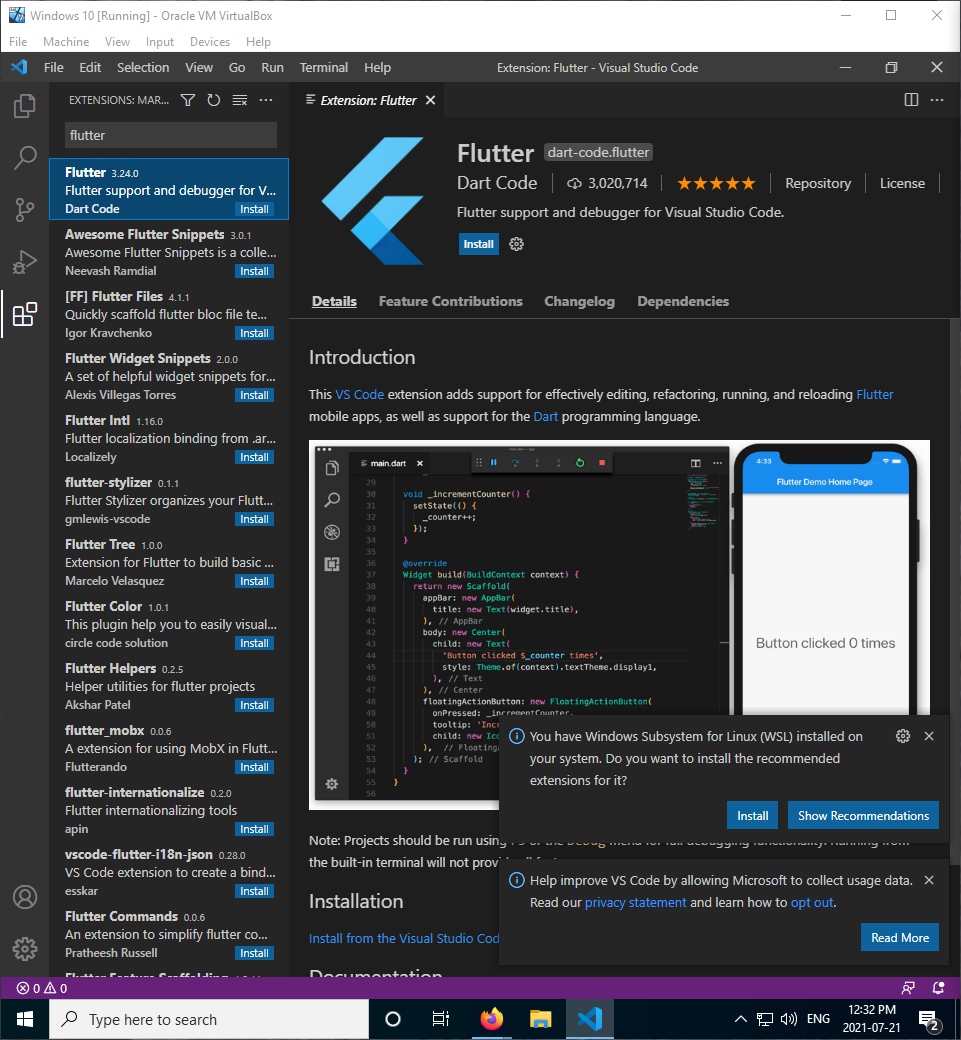 Windows 10 [Running] - Oracle VM VirtualBox
File Machine View Input Devices Help
File Edit Selection View Go Run Terminal Help
Extension: Flutter - Visual Studio Code
EXTENSIONS: MAR...
flutter
Flutter 3.24.0
Flutter support and debugger for V...
Dart Code Install
Awesome Flutter Snippets 3.0.1
Awesome Flutter Snippets is a colle...
Neevash Ramdial Install
[FF] Flutter Files 4.1.1
Quickly scaffold flutter bloc file te...
Igor Kravchenko Install
Flutter Widget Snippets 2.0.0
A set of helpful widget snippets for...
Alexis Villegas Torres Install
Flutter Intl 1.16.0
Flutter localization binding from .ar...
Localizely Install
flutter-stylizer 0.1.1
Flutter Stylizer organizes your Flutt...
gmlewis-vscode Install
Flutter Tree 1.0.0
Extension for Flutter to build basic ...
Marcelo Velasquez Install
Flutter Color 1.0.1
This plugin help you to easily visual...
circle code solution Install
Flutter Helpers 0.2.5
Helper utilities for flutter projects
Akshar Patel Install
flutter_mobx 0.0.6
A extension for using MobX in Flutt...
Flutterando Install
flutter-internationalize 0.2.0
Flutter internationalizing tools
apin Install
vscode-flutter-i18n-json 0.28.0
VS Code extension to create a bind...
esskar Install
Flutter Commands 0.0.6
An extension to simplify flutter co...
Pratheesh Russell Install
Flutter Feature Scaffolding
Extension: Flutter
Flutter dart-code.flutter
Dart Code 3,020,714 Repository License
Flutter support and debugger for Visual Studio Code.
Install
Details Feature Contributions Changelog Dependencies
Introduction
This VS Code extension adds support for effectively editing, refactoring, running, and reloading Flutter
mobile apps, as well as support for the Dart programming language.
main.dart
29
30 void _incrementCounter() {
31 setState(() {
32 _counter++;
33 });
34 }
35
36 @override
37 Widget build(BuildContext context) {
38 return new Scaffold(
39 appBar: new AppBar(
40 title: new Text(widget.title),
41 ), // AppBar
42 body: new Center(
43 child: new Text(
44 'Button clicked $_counter times',
45 style: Theme.of(context).textTheme.display1,
46 ), // Text
47 ), // Center
48 floatingActionButton: new FloatingActionButton(
49 onPressed: _incrementCounter,
50 tooltip: 'Incr
51 child: new Ico
52 ), // Floating
53 ); // Scaffold
54 }
55 }
56
4:33
Flutter Demo Home Page
Button clicked 0 times
You have Windows Subsystem for Linux (WSL) installed on
your system. Do you want to install the recommended
extensions for it?
Install Show Recommendations
Note: Projects should be run using F5 or the Debug menu for full debugging functionality. Running from
the built-in terminal will not provide
Help improve VS Code by allowing Microsoft to collect usage data.
Read our privacy statement and learn how to opt out.
Read More
Installation
Install from the Visual Studio Cod
Documentation
0 0
Type here to search
ENG
12:32 PM
2021-07-21
2